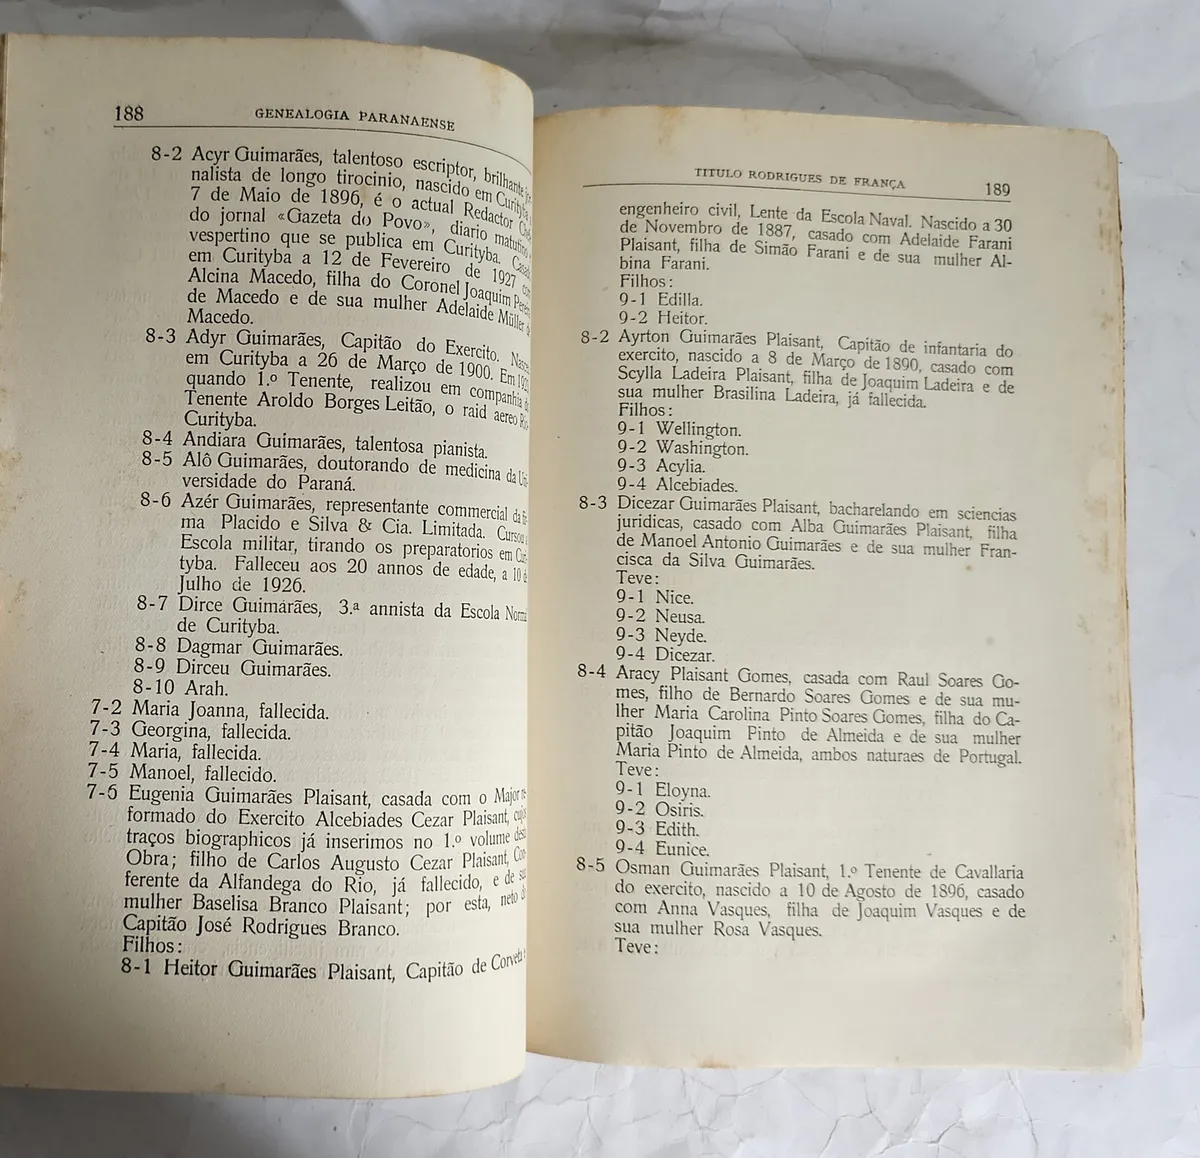 188
GENEALOGIA PARANAENSE
8-2 Acyr Guimarães, talentoso escriptor, brilhante
nalista de longo tirocinio, nascido em Curityba
7 de Maio de 1896, é o actual Redactor
do jornal «Gazeta do Povo», diario matutino
vespertino que se publica em Curityba. Casado
em Curityba a 12 de Fevereiro de 1927 com
Alcina Macedo, filha do Coronel Joaquim
de Macedo e de sua mulher Adelaide Müller de
Macedo.
8-3 Adyr Guimarães, Capitão do Exercito.
em Curityba a 26 de Março de 1900. Em
quando 1.º Tenente, realizou em companhia do
Tenente Aroldo Borges Leitão, o raid aereo
Curityba.
8-4 Andiara Guimarães, talentosa pianista.
8-5 Alô Guimarães, doutorando de medicina da Uni-
versidade do Paraná.
8-6 Azér Guimarães, representante commercial da fir-
ma Placido e Silva & Cia. Limitada. Cursou a
Escola militar, tirando os preparatorios em Curi-
tyba. Falleceu aos 20 annos de edade, a 10 de
Julho de 1926.
8-7 Dirce Guimarães, 3.ª annista da Escola Normal
de Curityba.
8-8 Dagmar Guimarães.
8-9 Dirceu Guimarães.
8-10 Arah.
7-2 Maria Joanna, fallecida.
7-3 Georgina, fallecida.
7-4 Maria, fallecida.
7-5 Manoel, fallecido.
7-5 Eugenia Guimarães Plaisant, casada com o Major re-
formado do Exercito Alcebiades Cezar Plaisant, cujos
traços biographicos já inserimos no 1.º volume desta
Obra; filho de Carlos Augusto Cezar Plaisant, Con-
ferente da Alfandega do Rio, já fallecido, e de sua
mulher Baselisa Branco Plaisant; por esta, neto do
Capitão José Rodrigues Branco.
Filhos:
8-1 Heitor Guimarães Plaisant, Capitão de Corveta e
TITULO RODRIGUES DE FRANÇA
189
engenheiro civil, Lente da Escola Naval. Nascido a 30
de Novembro de 1887, casado com Adelaide Farani
Plaisant, filha de Simão Farani e de sua mulher Al-
bina Farani.
Filhos:
9-1 Edilla.
9-2 Heitor.
8-2 Ayrton Guimarães Plaisant, Capitão de infantaria do
exercito, nascido a 8 de Março de 1890, casado com
Scylla Ladeira Plaisant, filha de Joaquim Ladeira e de
sua mulher Brasilina Ladeira, já fallecida.
Filhos:
9-1 Wellington.
9-2 Washington.
9-3 Acylia.
9-4 Alcebiades.
8-3 Dicezar Guimarães Plaisant, bacharelando em sciencias
juridicas, casado com Alba Guimarães Plaisant, filha
de Manoel Antonio Guimarães e de sua mulher Fran-
cisca da Silva Guimarães.
Teve:
9-1 Nice.
9-2 Neusa.
9-3 Neyde.
9-4 Dicezar.
8-4 Aracy Plaisant Gomes, casada com Raul Soares Go-
mes, filho de Bernardo Soares Gomes e de sua mu-
lher Maria Carolina Pinto Soares Gomes, filha do Ca-
pitão Joaquim Pinto de Almeida e de sua mulher
Maria Pinto de Almeida, ambos naturaes de Portugal.
Teve:
9-1 Eloyna.
9-2 Osiris.
9-3 Edith.
9-4 Eunice.
8-5 Osman Guimarães Plaisant, 1.º Tenente de Cavallaria
do exercito, nascido a 10 de Agosto de 1896, casado
com Anna Vasques, filha de Joaquim Vasques e de
sua mulher Rosa Vasques.
Teve: